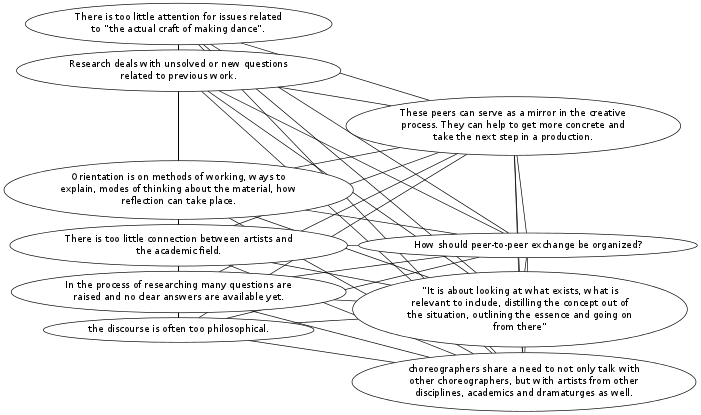 There is too little attention for issues related
to "the actual craft of making dance".
Research deals with unsolved or new questions
related to previous work.
These peers can serve as a mirror in the creative
process. They can help to get more concrete and
take the next step in a production.
Orientation is on methods of working, ways to
explain, modes of thinking about the material, how
reflection can take place.
There is too little connection between artists and
the academic field.
How should peer-to-peer exchange be organized?
In the process of researching many questions are
raised and no clear answers are available yet.
"It is about looking at what exists, what is
relevant to include, distilling the concept out of
the situation, outlining the essence and going on
from there"
the discourse is often too philosophical.
choreographers share a need to not only talk with
other choreographers, but with artists from other
disciplines, academics and dramaturges as well.